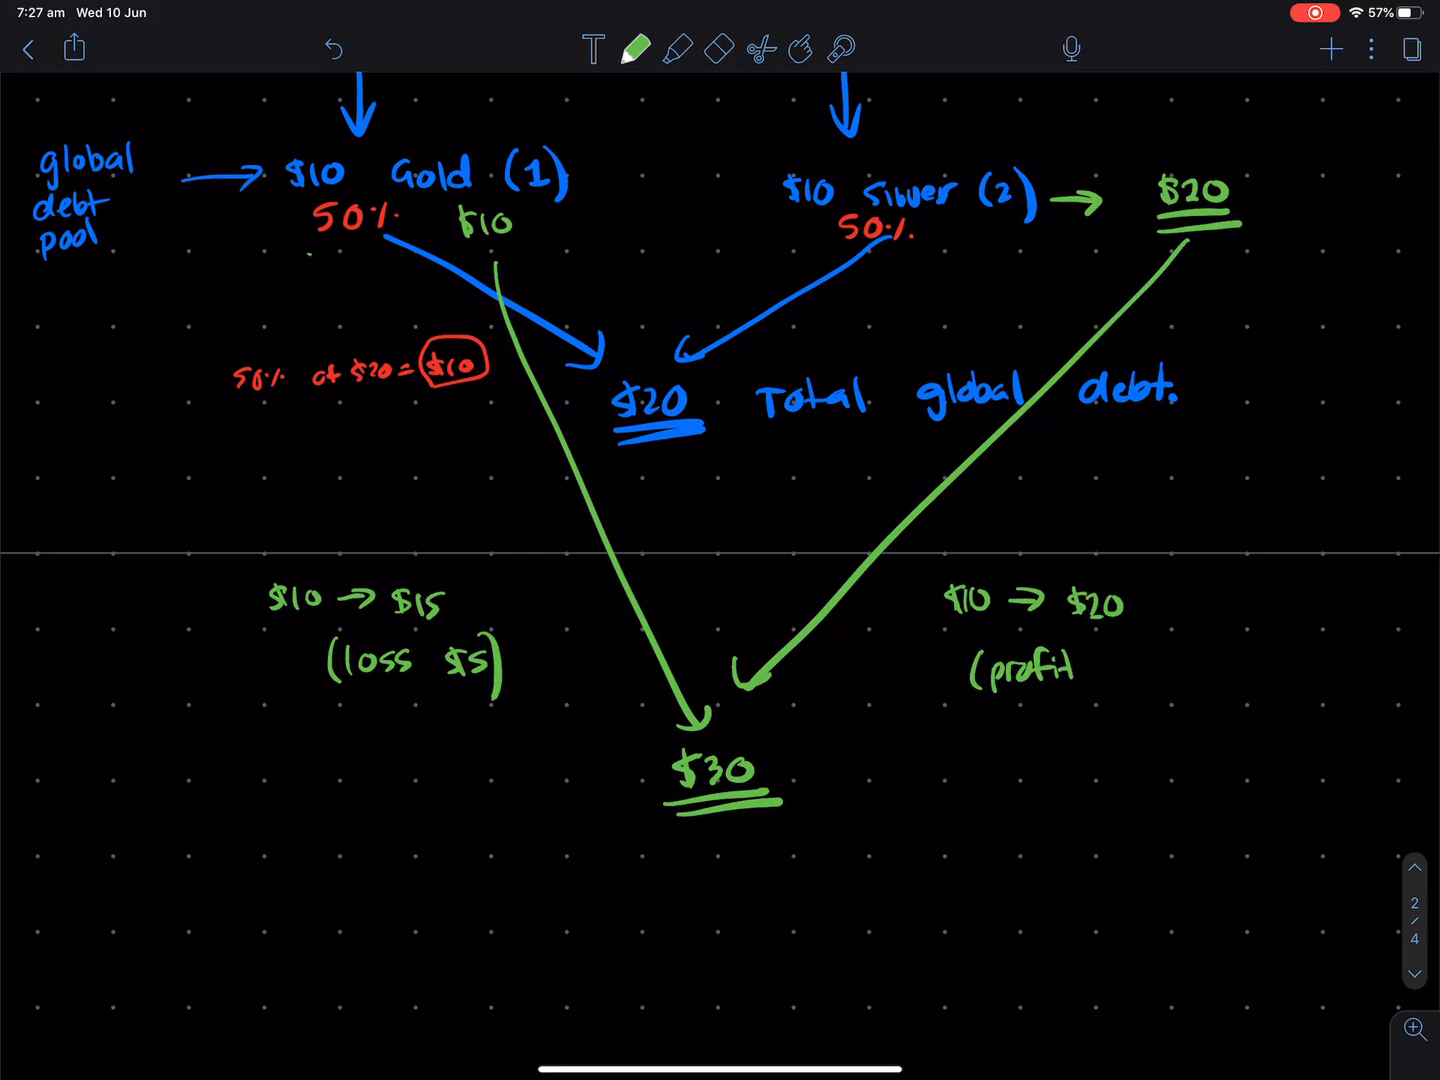 7:27 am Wed 10 Jun
57%
global
debt
pool
$10 Gold (1)
50%
$10
$10 Silver (2)
50%
$20
50% of $20 = $10
$20 Total global debt.
$10 → $15
(loss $5)
$10 → $20
(profit
$30
2
/
4